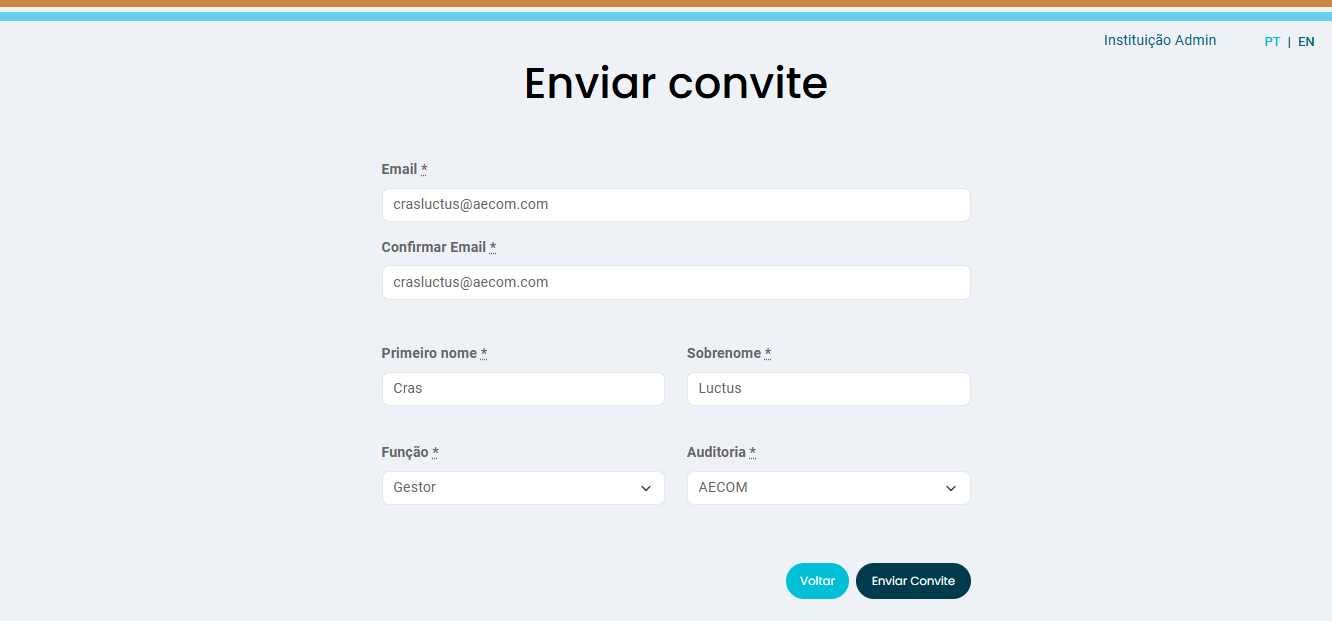 Instituição Admin PT | EN
Enviar convite
Email *
crasluctus@aecom.com
Confirmar Email *
crasluctus@aecom.com
Primeiro nome * Sobrenome *
Cras Luctus
Função * Auditoria *
Gestor AECOM
Voltar Enviar Convite